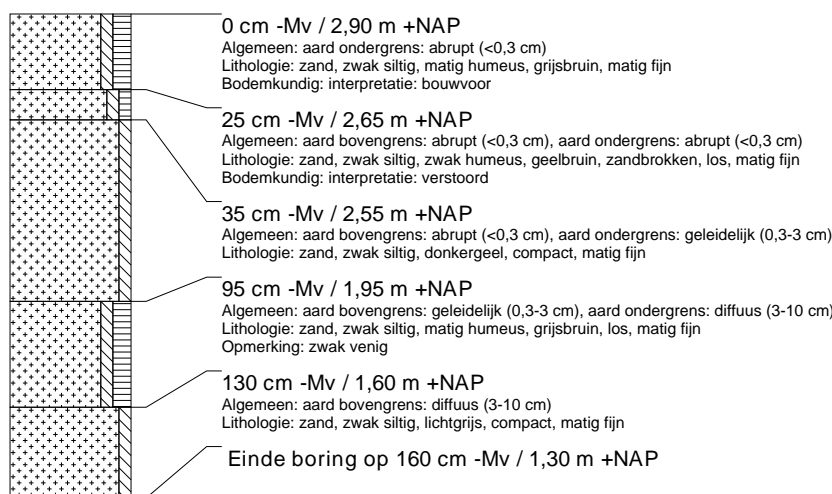 0 cm -Mv / 2,90 m +NAP
Algemeen: aard ondergrens: abrupt (<0,3 cm)
Lithologie: zand, zwak siltig, matig humeus, grijsbruin, matig fijn
Bodemkundig: interpretatie: bouwvoor
25 cm -Mv / 2,65 m +NAP
Algemeen: aard bovengrens: abrupt (<0,3 cm), aard ondergrens: abrupt (<0,3 cm)
Lithologie: zand, zwak siltig, zwak humeus, geelbruin, zandbrokken, los, matig fijn
Bodemkundig: interpretatie: verstoord
35 cm -Mv / 2,55 m +NAP
Algemeen: aard bovengrens: abrupt (<0,3 cm), aard ondergrens: geleidelijk (0,3-3 cm)
Lithologie: zand, zwak siltig, donkergeel, compact, matig fijn
95 cm -Mv / 1,95 m +NAP
Algemeen: aard bovengrens: geleidelijk (0,3-3 cm), aard ondergrens: diffuus (3-10 cm)
Lithologie: zand, zwak siltig, matig humeus, grijsbruin, los, matig fijn
Opmerking: zwak venig
130 cm -Mv / 1,60 m +NAP
Algemeen: aard bovengrens: diffuus (3-10 cm)
Lithologie: zand, zwak siltig, lichtgrijs, compact, matig fijn
Einde boring op 160 cm -Mv / 1,30 m +NAP